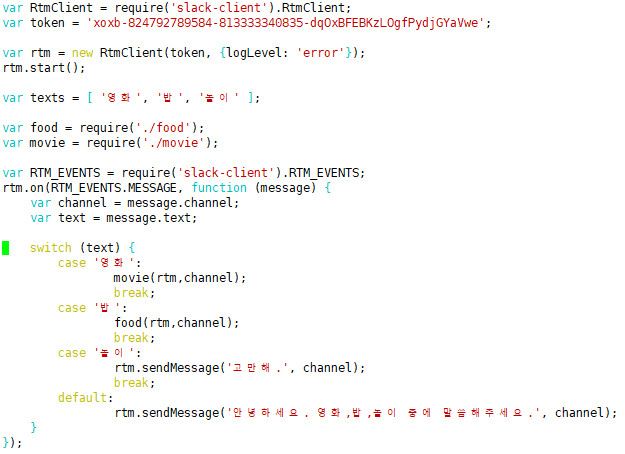 var RtmClient = require('slack-client').RtmClient;
var token = 'xoxb-824792789584-813333340835-dqOxBFEBKzLOgfPydjGYaVwe';
var rtm = new RtmClient(token, {logLevel: 'error'});
rtm.start();
var texts = [ '영화', '밥', '놀이' ];
var food = require('./food');
var movie = require('./movie');
var RTM_EVENTS = require('slack-client').RTM_EVENTS;
rtm.on(RTM_EVENTS.MESSAGE, function (message) {
    var channel = message.channel;
    var text = message.text;
    switch (text) {
        case '영화':
                movie(rtm,channel);
                break;
        case '밥':
                food(rtm,channel);
                break;
        case '놀이':
                rtm.sendMessage('고만해.', channel);
                break;
        default:
                rtm.sendMessage('안녕하세요. 영화,밥,놀이 중에 말씀해주세요.', channel);
    }
});